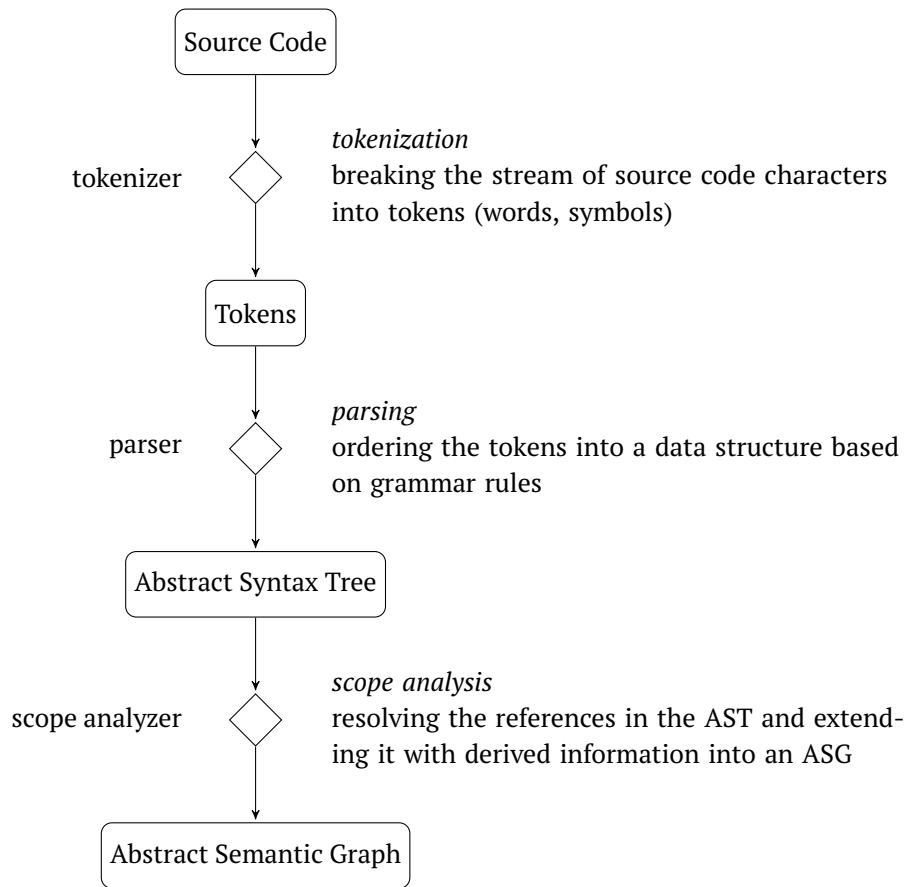 Source Code
tokenizer
tokenization
breaking the stream of source code characters
into tokens (words, symbols)
Tokens
parser
parsing
ordering the tokens into a data structure based
on grammar rules
Abstract Syntax Tree
scope analyzer
scope analysis
resolving the references in the AST and extend-
ing it with derived information into an ASG
Abstract Semantic Graph